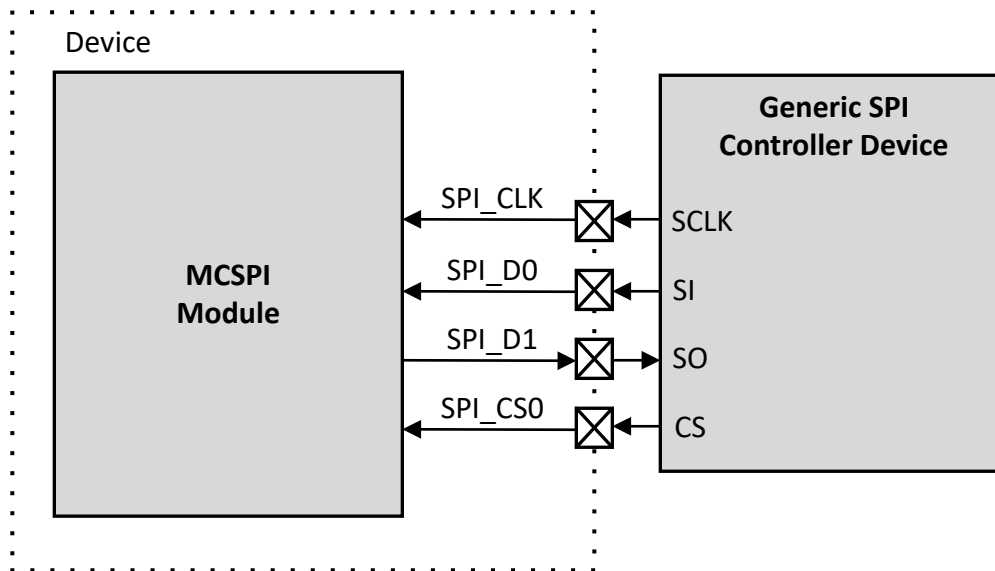 Device
Generic SPI
Controller Device
SPI_CLK
SCLK
SPI_D0
SI
MCSPI
Module
SPI_D1
SO
SPI_CS0
CS